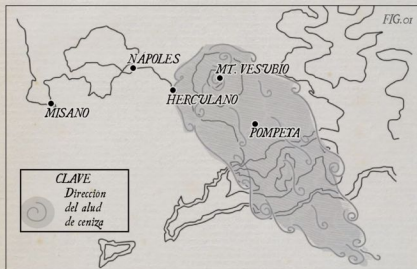 FIG.01
NAPOLES
MT. VESUBIO
MISANO
HERCULANO
POMPEYA
CLAVE
Direccion
del alud
de ceniza